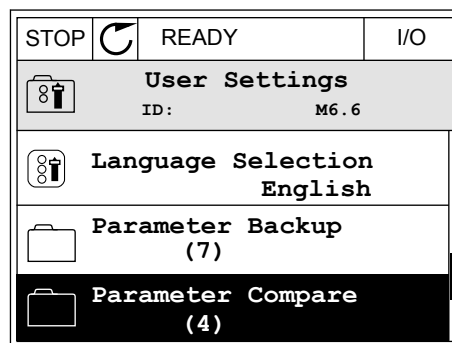 STOP READY I/O
User Settings
ID: M6.6
Language Selection
English
Parameter Backup
(7)
Parameter Compare
(4)